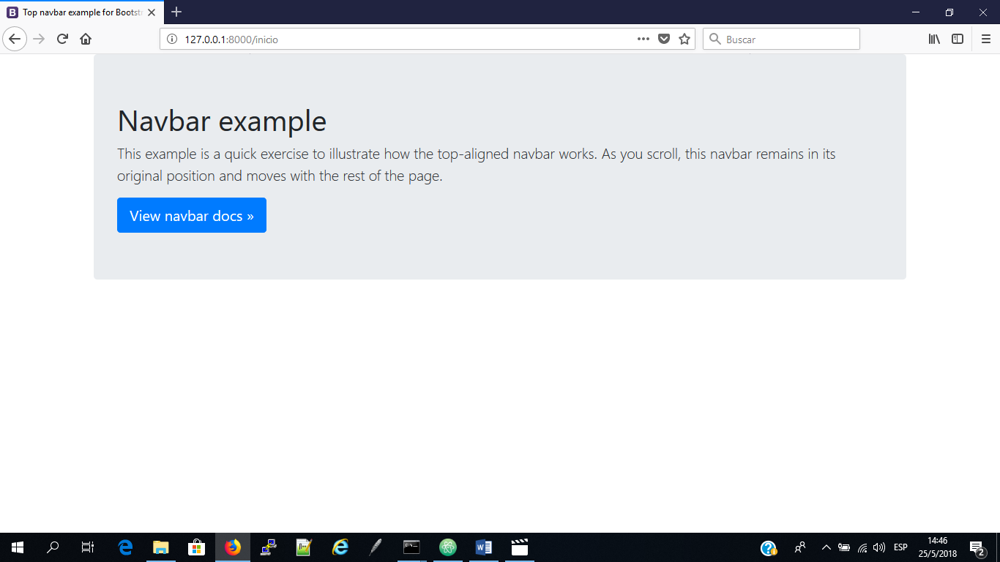 Top navbar example for Bootstr
127.0.0.1:8000/inicio
Buscar
Navbar example
This example is a quick exercise to illustrate how the top-aligned navbar works. As you scroll, this navbar remains in its
original position and moves with the rest of the page.
View navbar docs »
ESP
14:46
25/5/2018
2